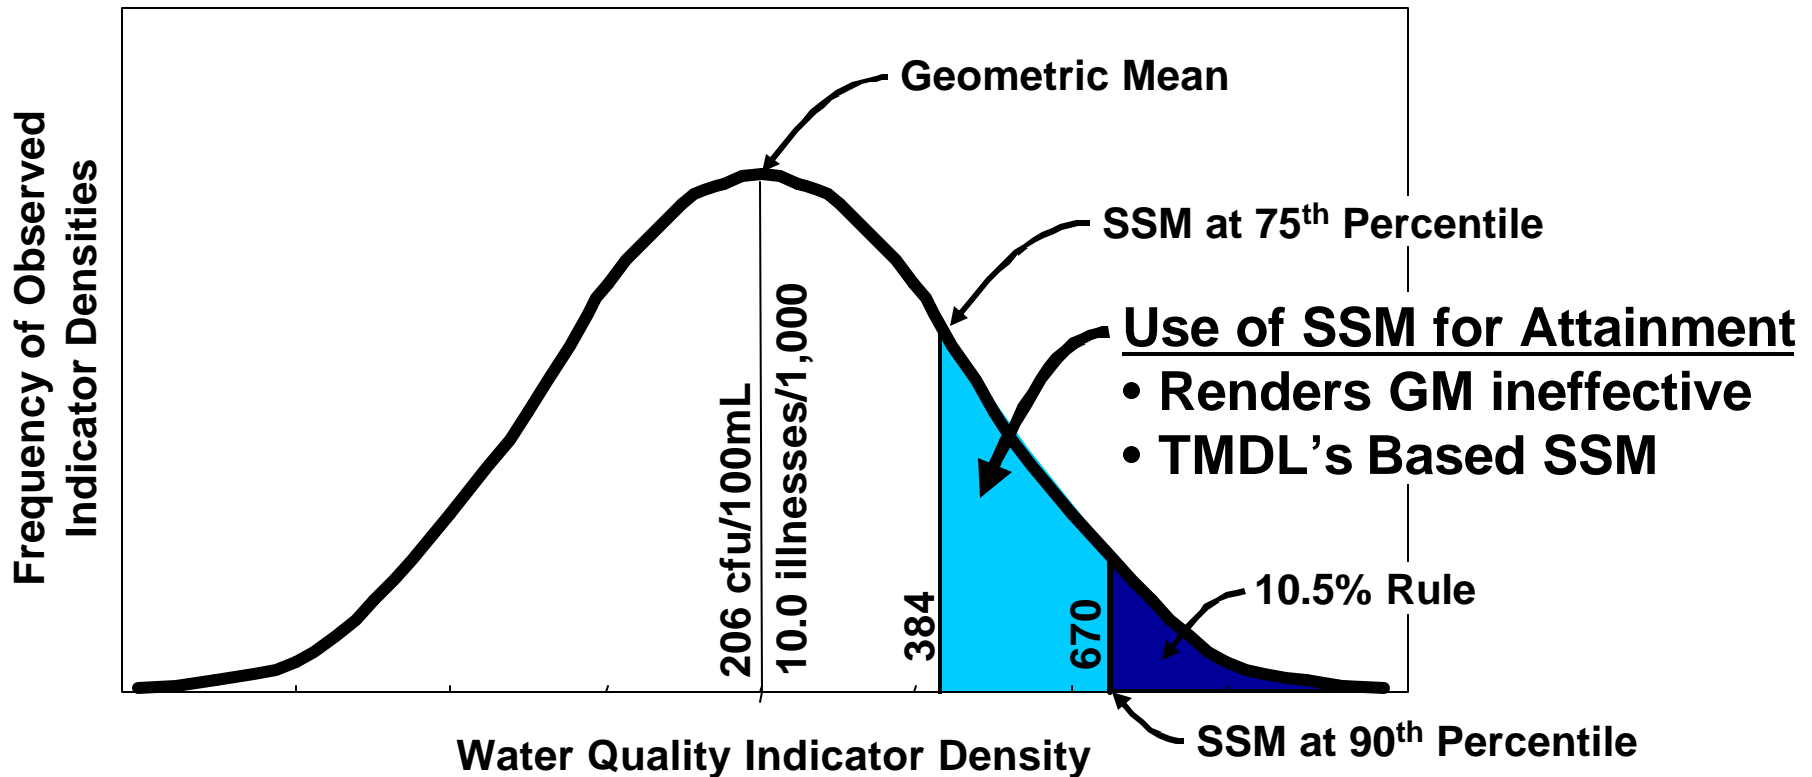 Geometric Mean
Frequency of Observed
Indicator Densities
SSM at 75th Percentile
Use of SSM for Attainment
• Renders GM ineffective
• TMDL’s Based SSM
206 cfu/100mL
10.0 illnesses/1,000
384
670
10.5% Rule
SSM at 90th Percentile
Water Quality Indicator Density